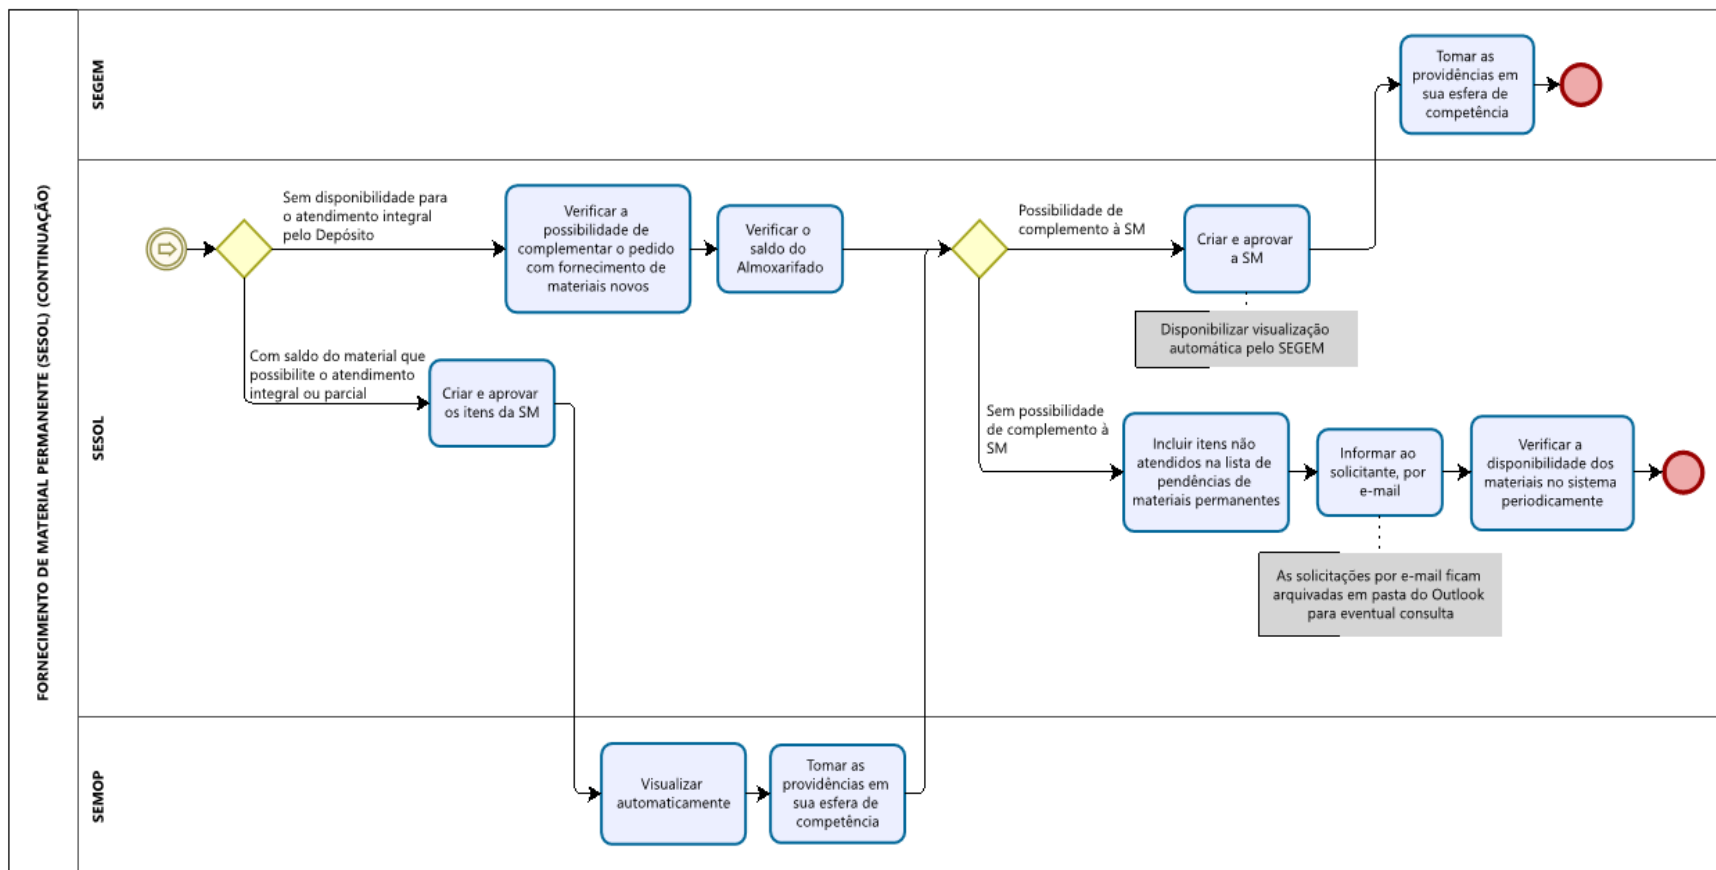 FORNECIMENTO DE MATERIAL PERMANENTE (SESOL) (CONTINUAÇÃO)
SEGEM
Tomar as
providências em
sua esfera de
competência
SESOL
Sem disponibilidade para
o atendimento integral
pelo Depósito
Verificar a
possibilidade de
complementar o pedido
com fornecimento de
materiais novos
Verificar o
saldo do
Almoxarifado
Possibilidade de
complemento à SM
Criar e aprovar
a SM
Disponibilizar visualização
automática pelo SEGEM
Com saldo do material que
possibilite o atendimento
integral ou parcial
Criar e aprovar
os itens da SM
Sem possibilidade
de complemento à
SM
Incluir itens não
atendidos na lista de
pendências de
materiais permanentes
Informar ao
solicitante, por
e-mail
Verificar a
disponibilidade dos
materiais no sistema
periodicamente
As solicitações por e-mail ficam
arquivadas em pasta do Outlook
para eventual consulta
SEMOP
Visualizar
automaticamente
Tomar as
providências em
sua esfera de
competência